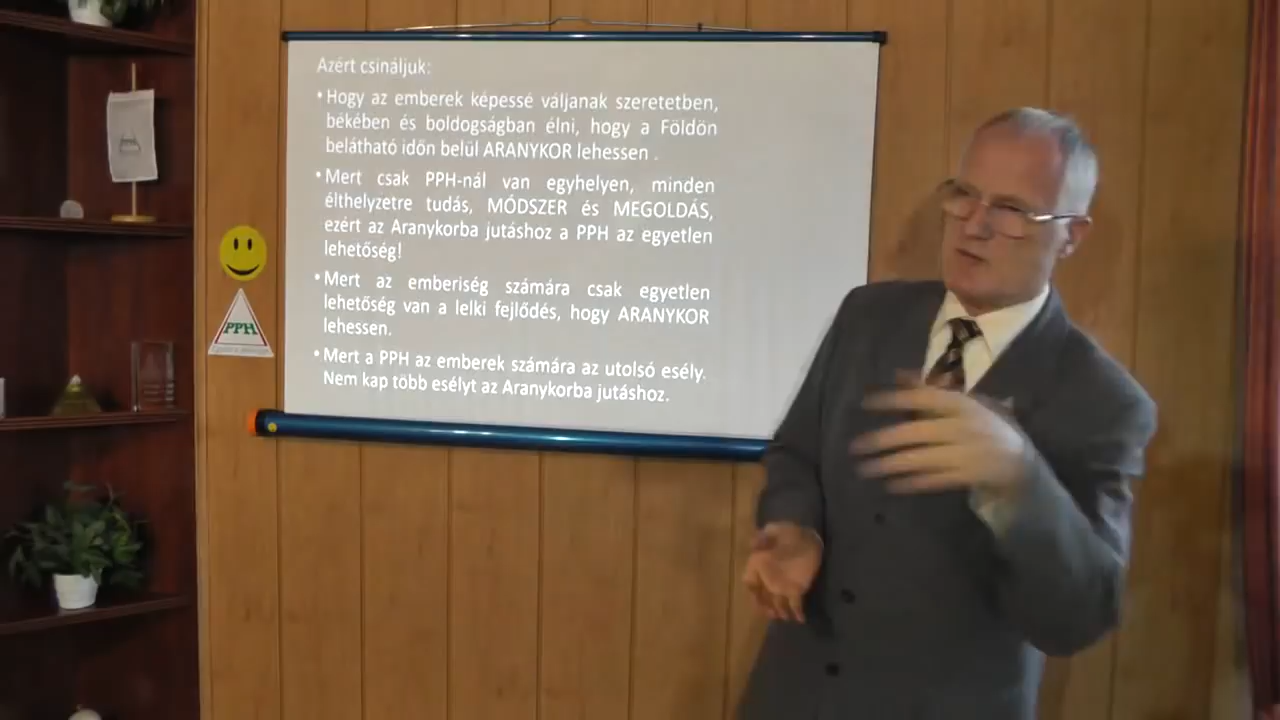 Azért csináljuk:
• Hogy az emberek képessé váljanak szeretetben,
békében és boldogságban élni, hogy a Földön
belátható időn belül ARANYKOR lehessen .
• Mert csak PPH-nál van egyhelyen, minden
élthelyzetre tudás, MÓDSZER és MEGOLDÁS,
ezért az Aranykorba jutáshoz a PPH az egyetlen
lehetőség!
• Mert az emberiség számára csak egyetlen
lehetőség van a lelki fejlődés, hogy ARANYKOR
lehessen.
• Mert a PPH az emberek számára az utolsó esély.
Nem kap több esélyt az Aranykorba jutáshoz.
PPH